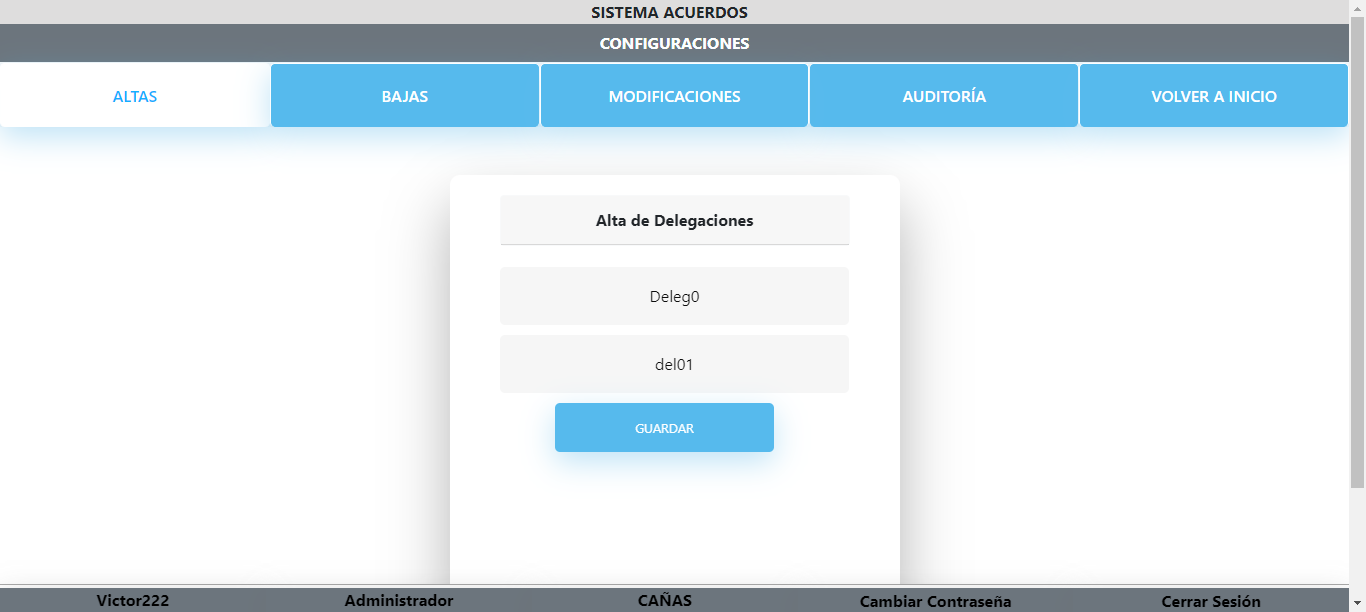 SISTEMA ACUERDOS
CONFIGURACIONES
ALTAS BAJAS MODIFICACIONES AUDITORÍA VOLVER A INICIO
Alta de Delegaciones
Deleg0
del01
GUARDAR
Victor222 Administrador CAÑAS Cambiar Contraseña Cerrar Sesión